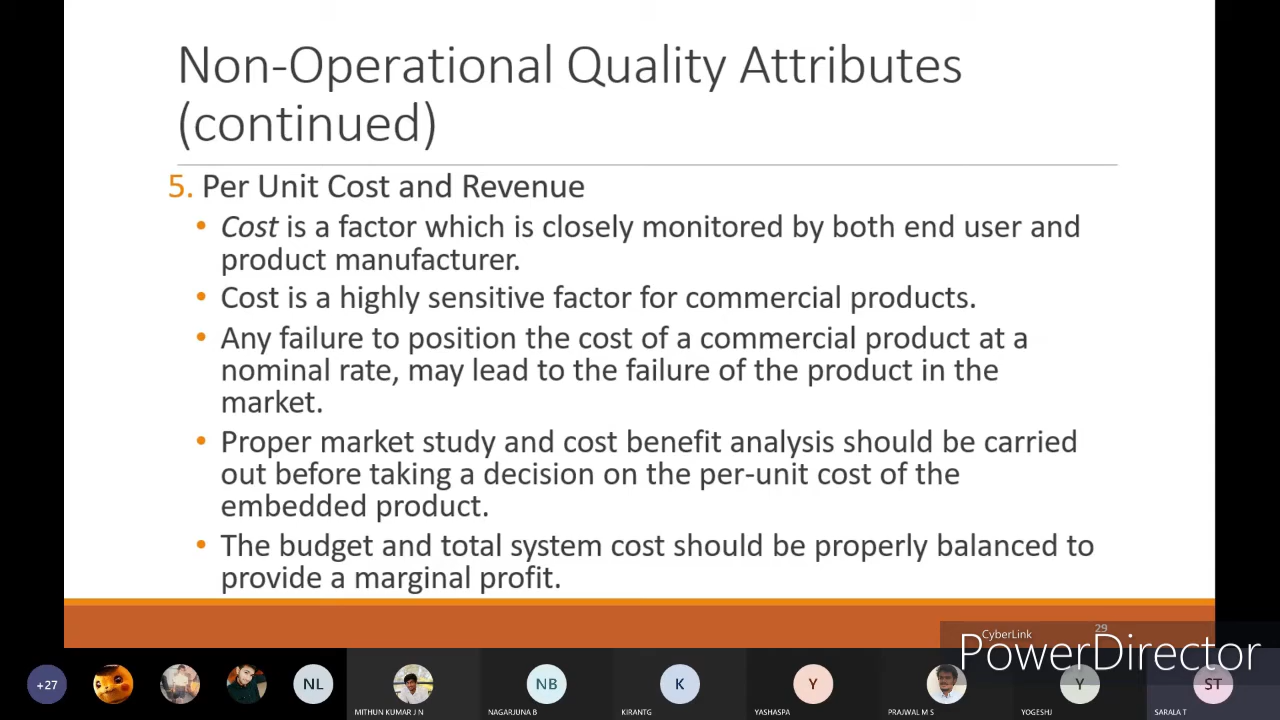 Non-Operational Quality Attributes
(continued)
5. Per Unit Cost and Revenue
• Cost is a factor which is closely monitored by both end user and
product manufacturer.
• Cost is a highly sensitive factor for commercial products.
• Any failure to position the cost of a commercial product at a
nominal rate, may lead to the failure of the product in the
market.
• Proper market study and cost benefit analysis should be carried
out before taking a decision on the per-unit cost of the
embedded product.
• The budget and total system cost should be properly balanced to
provide a marginal profit.
29
CyberLink
PowerDirector
+27
NL
NB
K
Y
Y
ST
MITHUN KUMAR J N
NAGARJUNA B
KIRANTG
YASHASPA
PRAJWAL M S
YOGESHJ
SARALA T